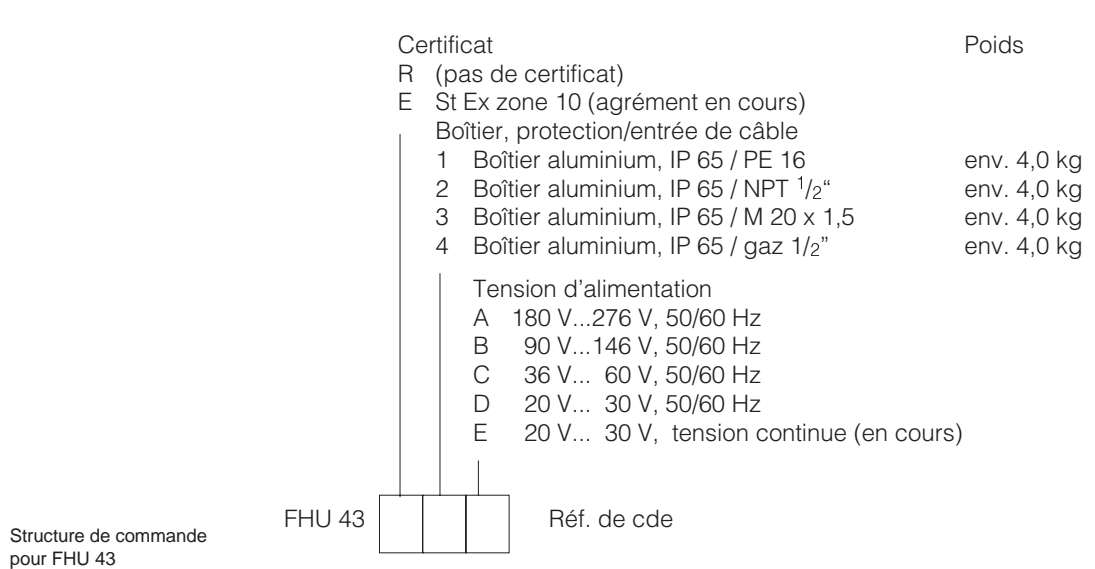 Certificat Poids
R (pas de certificat)
E St Ex zone 10 (agrément en cours)
Boîtier, protection/entrée de câble
1 Boîtier aluminium, IP 65 / PE 16 env. 4,0 kg
2 Boîtier aluminium, IP 65 / NPT 1/2“ env. 4,0 kg
3 Boîtier aluminium, IP 65 / M 20 x 1,5 env. 4,0 kg
4 Boîtier aluminium, IP 65 / gaz 1/2” env. 4,0 kg
Tension d’alimentation
A 180 V...276 V, 50/60 Hz
B 90 V...146 V, 50/60 Hz
C 36 V... 60 V, 50/60 Hz
D 20 V... 30 V, 50/60 Hz
E 20 V... 30 V, tension continue (en cours)
FHU 43 Réf. de cde
Structure de commande
pour FHU 43